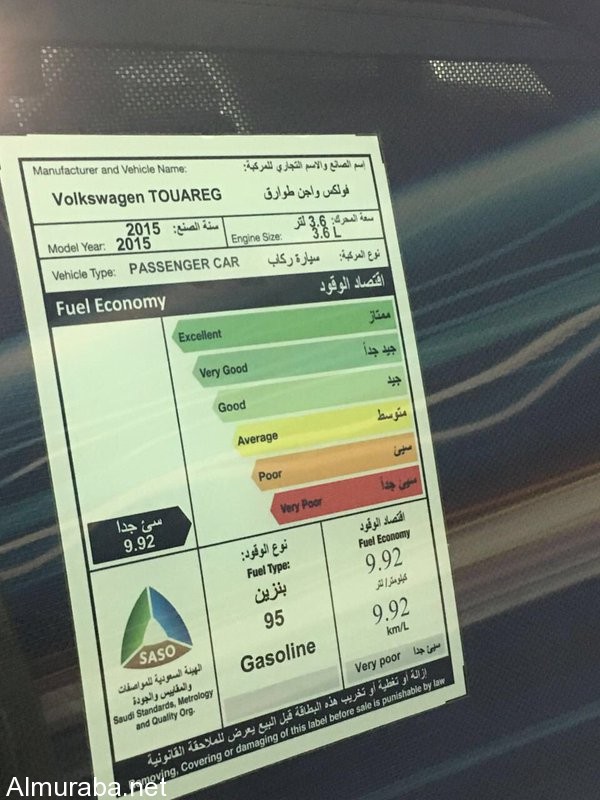 Manufacturer and Vehicle Name: إسم الصانع والاسم التجاري للمركبة:
Volkswagen TOUAREG فولكس واجن طوارق
2015 سنة الصنع:
Model Year: 2015
سعة المحرك: 3.6 لتر
Engine Size: 3.6 L
Vehicle Type: PASSENGER CAR سيارة ركاب نوع المركبة:
Fuel Economy اقتصاد الوقود
Excellent ممتاز
Very Good جيد جداً
Good جيد
Average متوسط
Poor سيئ
Very Poor سيئ جداً
سئ جدا
9.92
نوع الوقود:
Fuel Type:
بنزين
95
Gasoline
اقتصاد الوقود
Fuel Economy
9.92
كيلومتر/لتر
9.92
km/L
Very poor سيئ جدا
SASO
الهيئة السعودية للمواصفات
والمقاييس والجودة
Saudi Standards, Metrology
and Quality Org.
إزالة أو تغطية أو تخريب هذه البطاقة قبل البيع يعرض للملاحقة القانونية
Removing, Covering or damaging of this label before sale is punishable by law
Almuraba.net